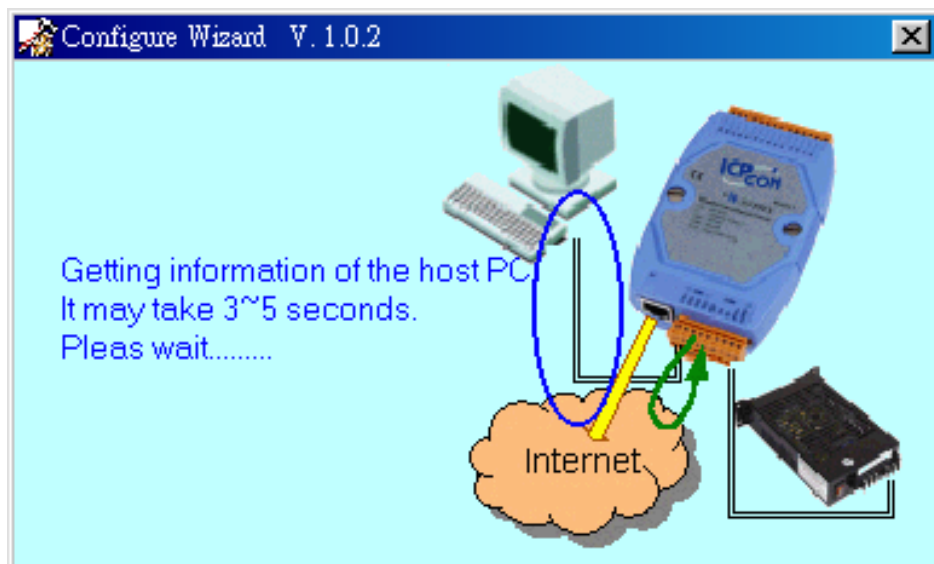 Configure Wizard V. 1.0.2
ICP
CON
Getting information of the host PC.
It may take 3~5 seconds.
Pleas wait.........
Internet